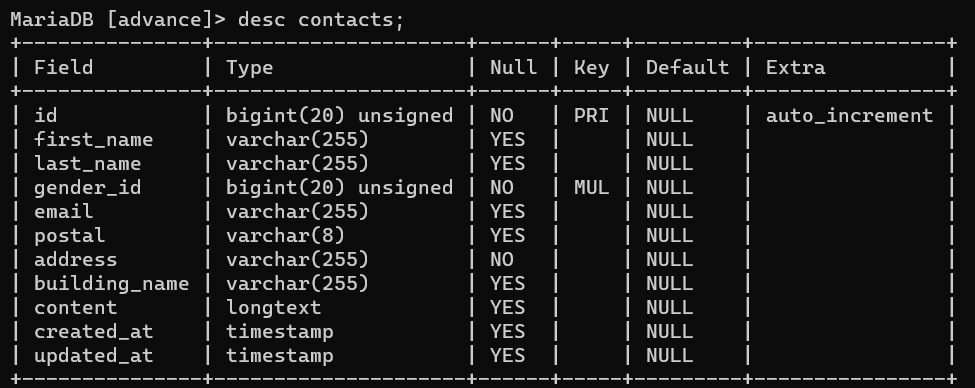 MariaDB [advance]> desc contacts;
+---------------+---------------------+------+-----+---------+----------------+
| Field         | Type                | Null | Key | Default | Extra          |
+---------------+---------------------+------+-----+---------+----------------+
| id            | bigint(20) unsigned | NO   | PRI | NULL    | auto_increment |
| first_name    | varchar(255)        | YES  |     | NULL    |                |
| last_name     | varchar(255)        | YES  |     | NULL    |                |
| gender_id     | bigint(20) unsigned | NO   | MUL | NULL    |                |
| email         | varchar(255)        | YES  |     | NULL    |                |
| postal        | varchar(8)          | YES  |     | NULL    |                |
| address       | varchar(255)        | NO   |     | NULL    |                |
| building_name | varchar(255)        | YES  |     | NULL    |                |
| content       | longtext            | YES  |     | NULL    |                |
| created_at    | timestamp           | YES  |     | NULL    |                |
| updated_at    | timestamp           | YES  |     | NULL    |                |
+---------------+---------------------+------+-----+---------+----------------+